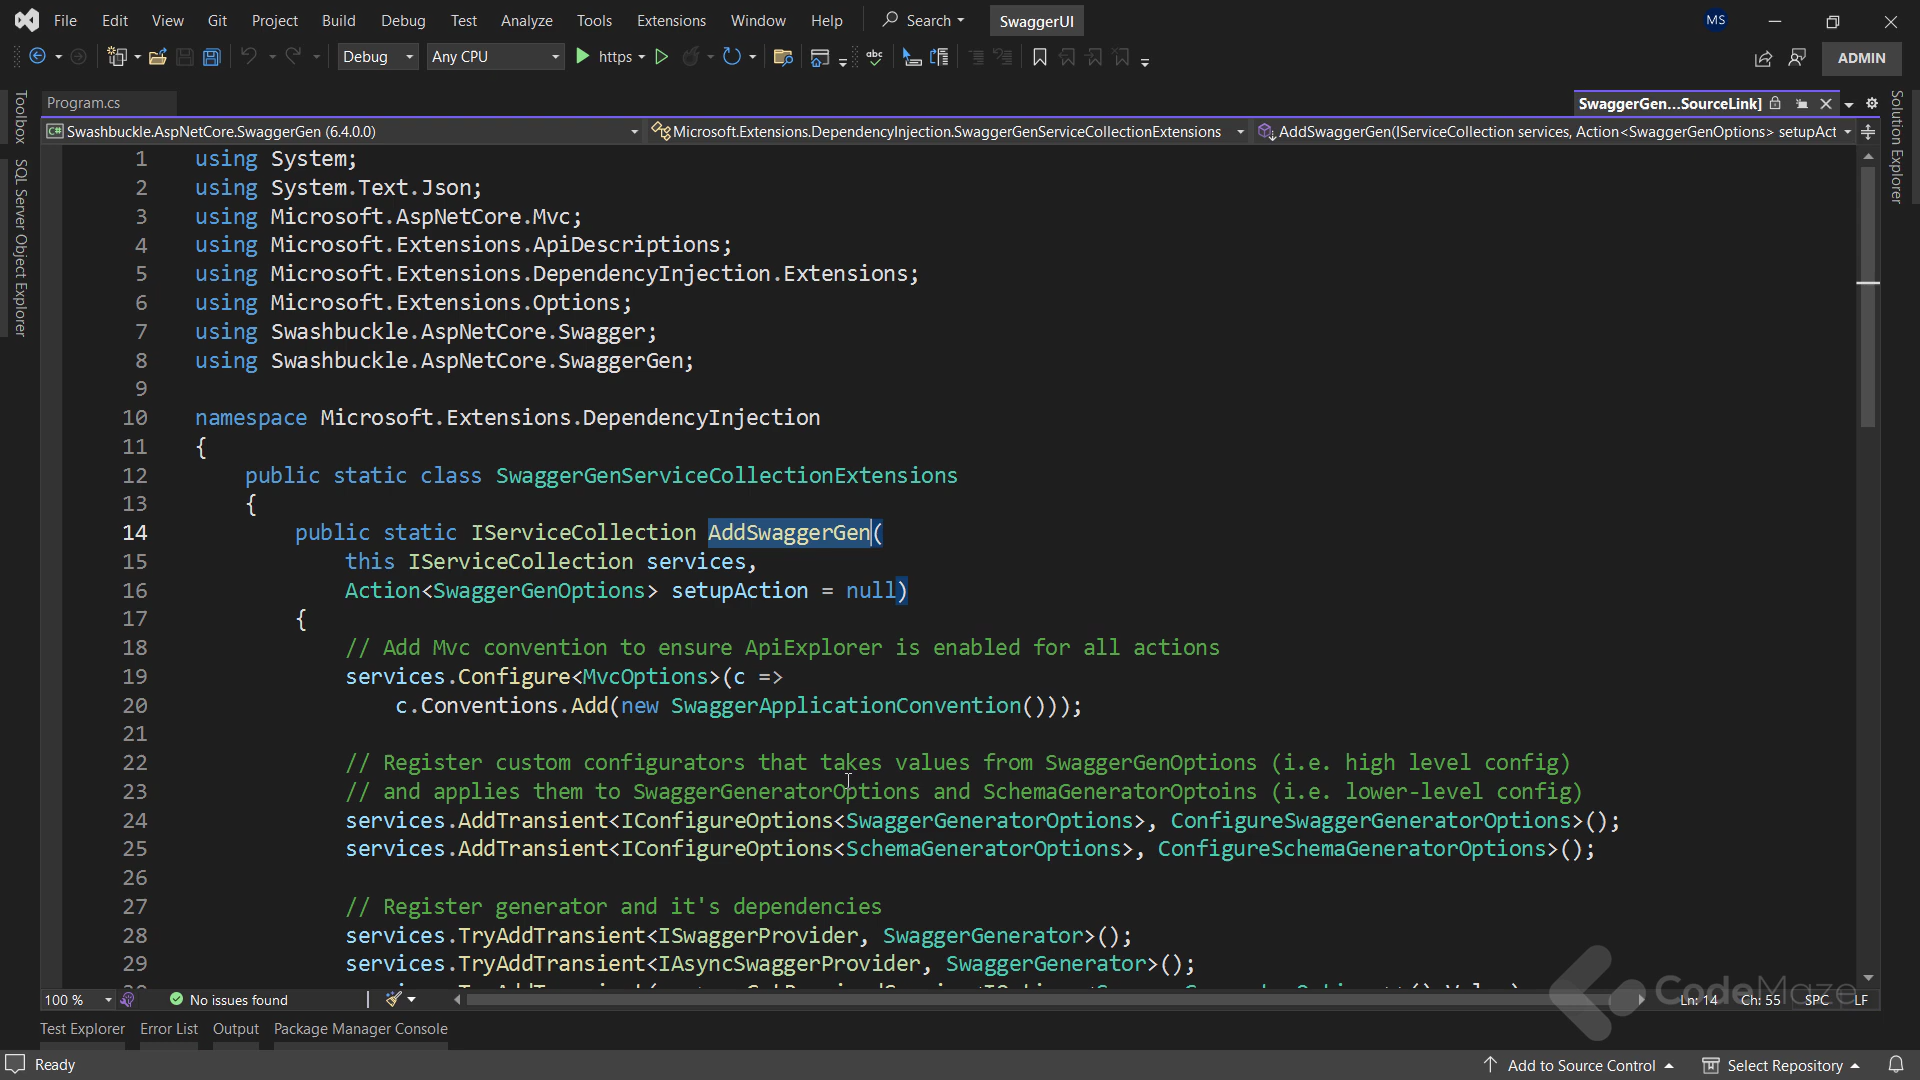 File Edit View Git Project Build Debug Test Analyze Tools Extensions Window Help Search SwaggerUI MS
Debug Any CPU https abc ADMIN
Program.cs SwaggerGen...SourceLink]
C# Swashbuckle.AspNetCore.SwaggerGen (6.4.0.0) Microsoft.Extensions.DependencyInjection.SwaggerGenServiceCollectionExtensions AddSwaggerGen(IServiceCollection services, Action<SwaggerGenOptions> setupAct
Toolbox
SQL Server Object Explorer
Solution Explorer
1 using System;
2 using System.Text.Json;
3 using Microsoft.AspNetCore.Mvc;
4 using Microsoft.Extensions.ApiDescriptions;
5 using Microsoft.Extensions.DependencyInjection.Extensions;
6 using Microsoft.Extensions.Options;
7 using Swashbuckle.AspNetCore.Swagger;
8 using Swashbuckle.AspNetCore.SwaggerGen;
9
10 namespace Microsoft.Extensions.DependencyInjection
11 {
12 public static class SwaggerGenServiceCollectionExtensions
13 {
14 public static IServiceCollection AddSwaggerGen(
15 this IServiceCollection services,
16 Action<SwaggerGenOptions> setupAction = null)
17 {
18 // Add Mvc convention to ensure ApiExplorer is enabled for all actions
19 services.Configure<MvcOptions>(c =>
20 c.Conventions.Add(new SwaggerApplicationConvention()));
21
22 // Register custom configurators that takes values from SwaggerGenOptions (i.e. high level config)
23 // and applies them to SwaggerGeneratorOptions and SchemaGeneratorOptoins (i.e. lower-level config)
24 services.AddTransient<IConfigureOptions<SwaggerGeneratorOptions>, ConfigureSwaggerGeneratorOptions>();
25 services.AddTransient<IConfigureOptions<SchemaGeneratorOptions>, ConfigureSchemaGeneratorOptions>();
26
27 // Register generator and it's dependencies
28 services.TryAddTransient<ISwaggerProvider, SwaggerGenerator>();
29 services.TryAddTransient<IAsyncSwaggerProvider, SwaggerGenerator>();
100 % No issues found Ln: 14 Ch: 55 SPC LF
CodeMaze
Test Explorer Error List Output Package Manager Console
Ready Add to Source Control Select Repository